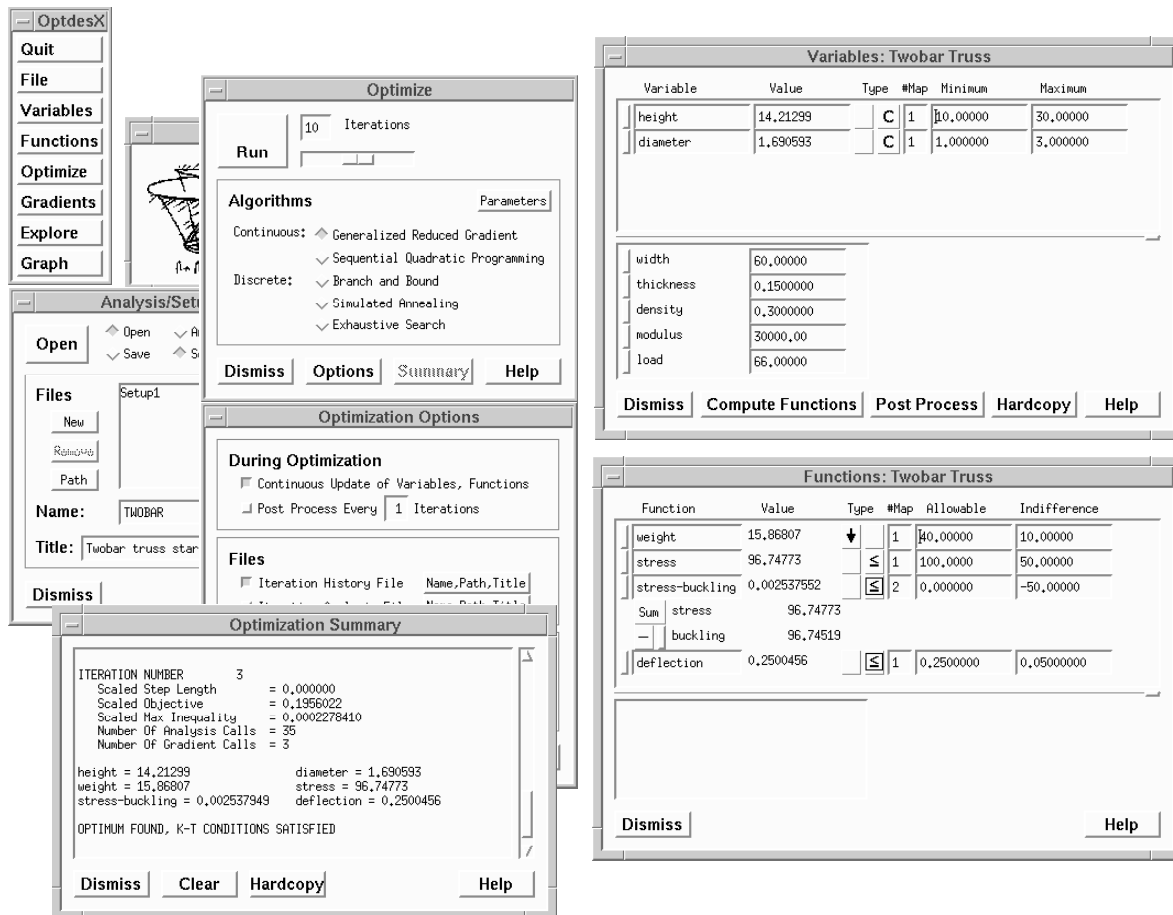 OptdesX
Quit
File
Variables
Functions
Optimize
Gradients
Explore
Graph
Optimize
10 Iterations
Run
Algorithms Parameters
Continuous: Generalized Reduced Gradient
Sequential Quadratic Programming
Discrete: Branch and Bound
Simulated Annealing
Exhaustive Search
Dismiss Options Summary Help
Analysis/Setu
Open Open
Save
Files Setup1
New
Remove
Path
Name: TWOBAR
Title: Twobar truss star
Dismiss
Optimization Options
During Optimization
Continuous Update of Variables, Functions
Post Process Every 1 Iterations
Files
Iteration History File Name,Path,Title
Optimization Summary
ITERATION NUMBER 3
Scaled Step Length = 0.000000
Scaled Objective = 0.1956022
Scaled Max Inequality = 0.0002278410
Number Of Analysis Calls = 35
Number Of Gradient Calls = 3
height = 14.21299 diameter = 1.690593
weight = 15.86807 stress = 96.74773
stress-buckling = 0.002537949 deflection = 0.2500456
OPTIMUM FOUND, K-T CONDITIONS SATISFIED
Dismiss Clear Hardcopy Help
Variables: Twobar Truss
Variable Value Type #Map Minimum Maximum
height 14.21299 C 1 10.00000 30.00000
diameter 1.690593 C 1 1.000000 3.000000
width 60.00000
thickness 0.1500000
density 0.3000000
modulus 30000.00
load 66.00000
Dismiss Compute Functions Post Process Hardcopy Help
Functions: Twobar Truss
Function Value Type #Map Allowable Indifference
weight 15.86807 1 40.00000 10.00000
stress 96.74773 ≤ 1 100.0000 50.00000
stress-buckling 0.002537552 ≤ 2 0.000000 -50.00000
Sum stress 96.74773
— buckling 96.74519
deflection 0.2500456 ≤ 1 0.2500000 0.05000000
Dismiss Help